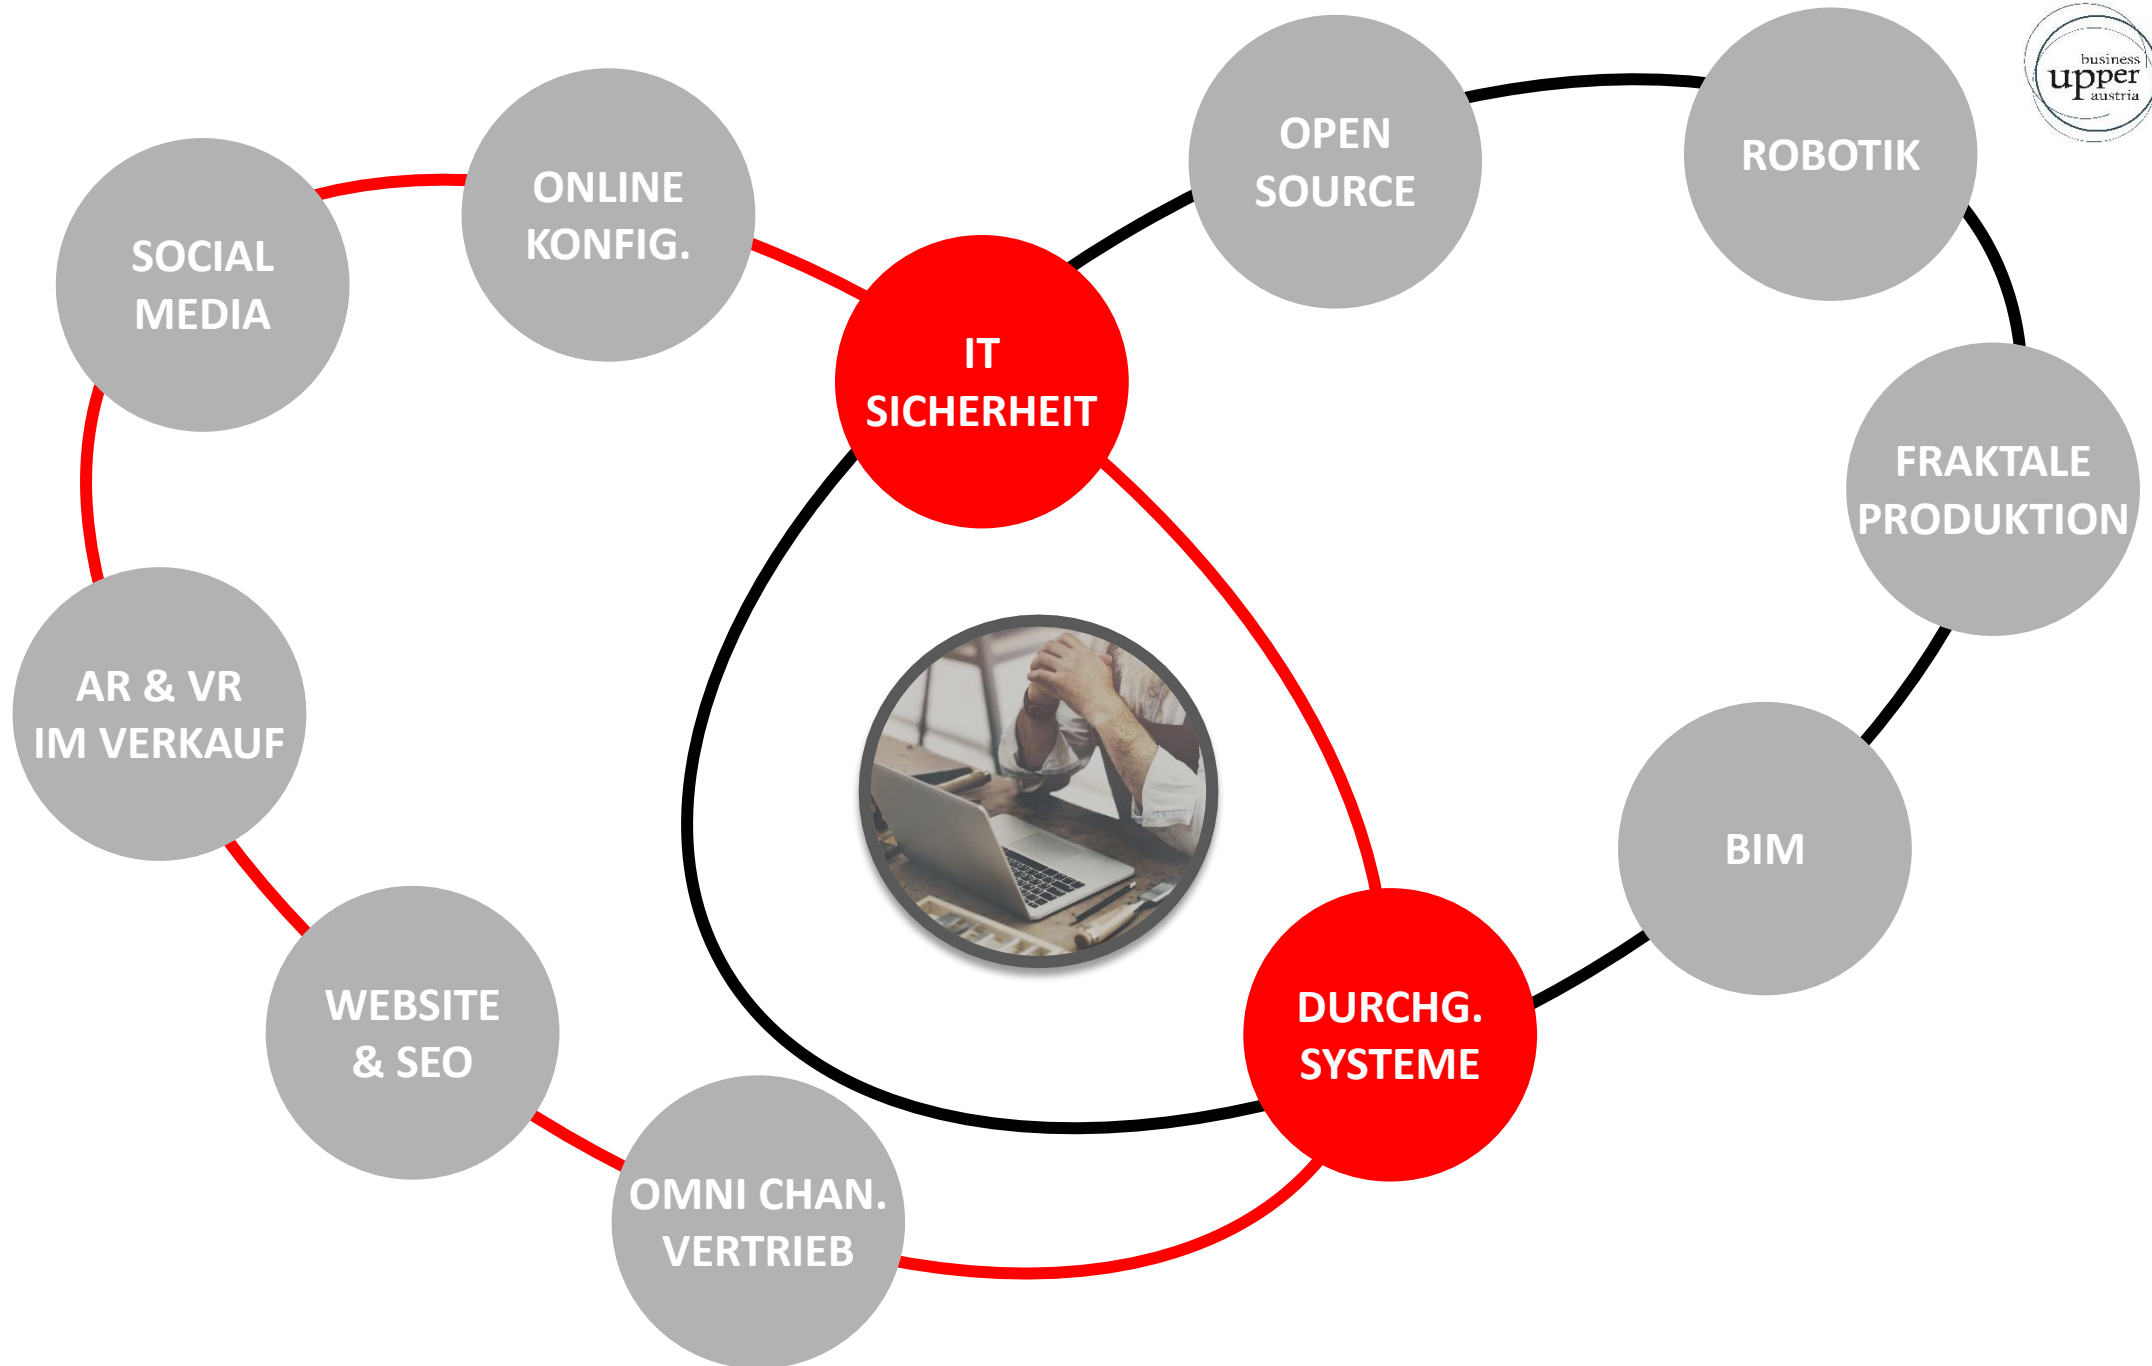 SOCIAL
MEDIA
ONLINE
KONFIG.
IT
SICHERHEIT
OPEN
SOURCE
ROBOTIK
business
upper
austria
FRAKTALE
PRODUKTION
AR & VR
IM VERKAUF
BIM
WEBSITE
& SEO
DURCHG.
SYSTEME
OMNI CHAN.
VERTRIEB